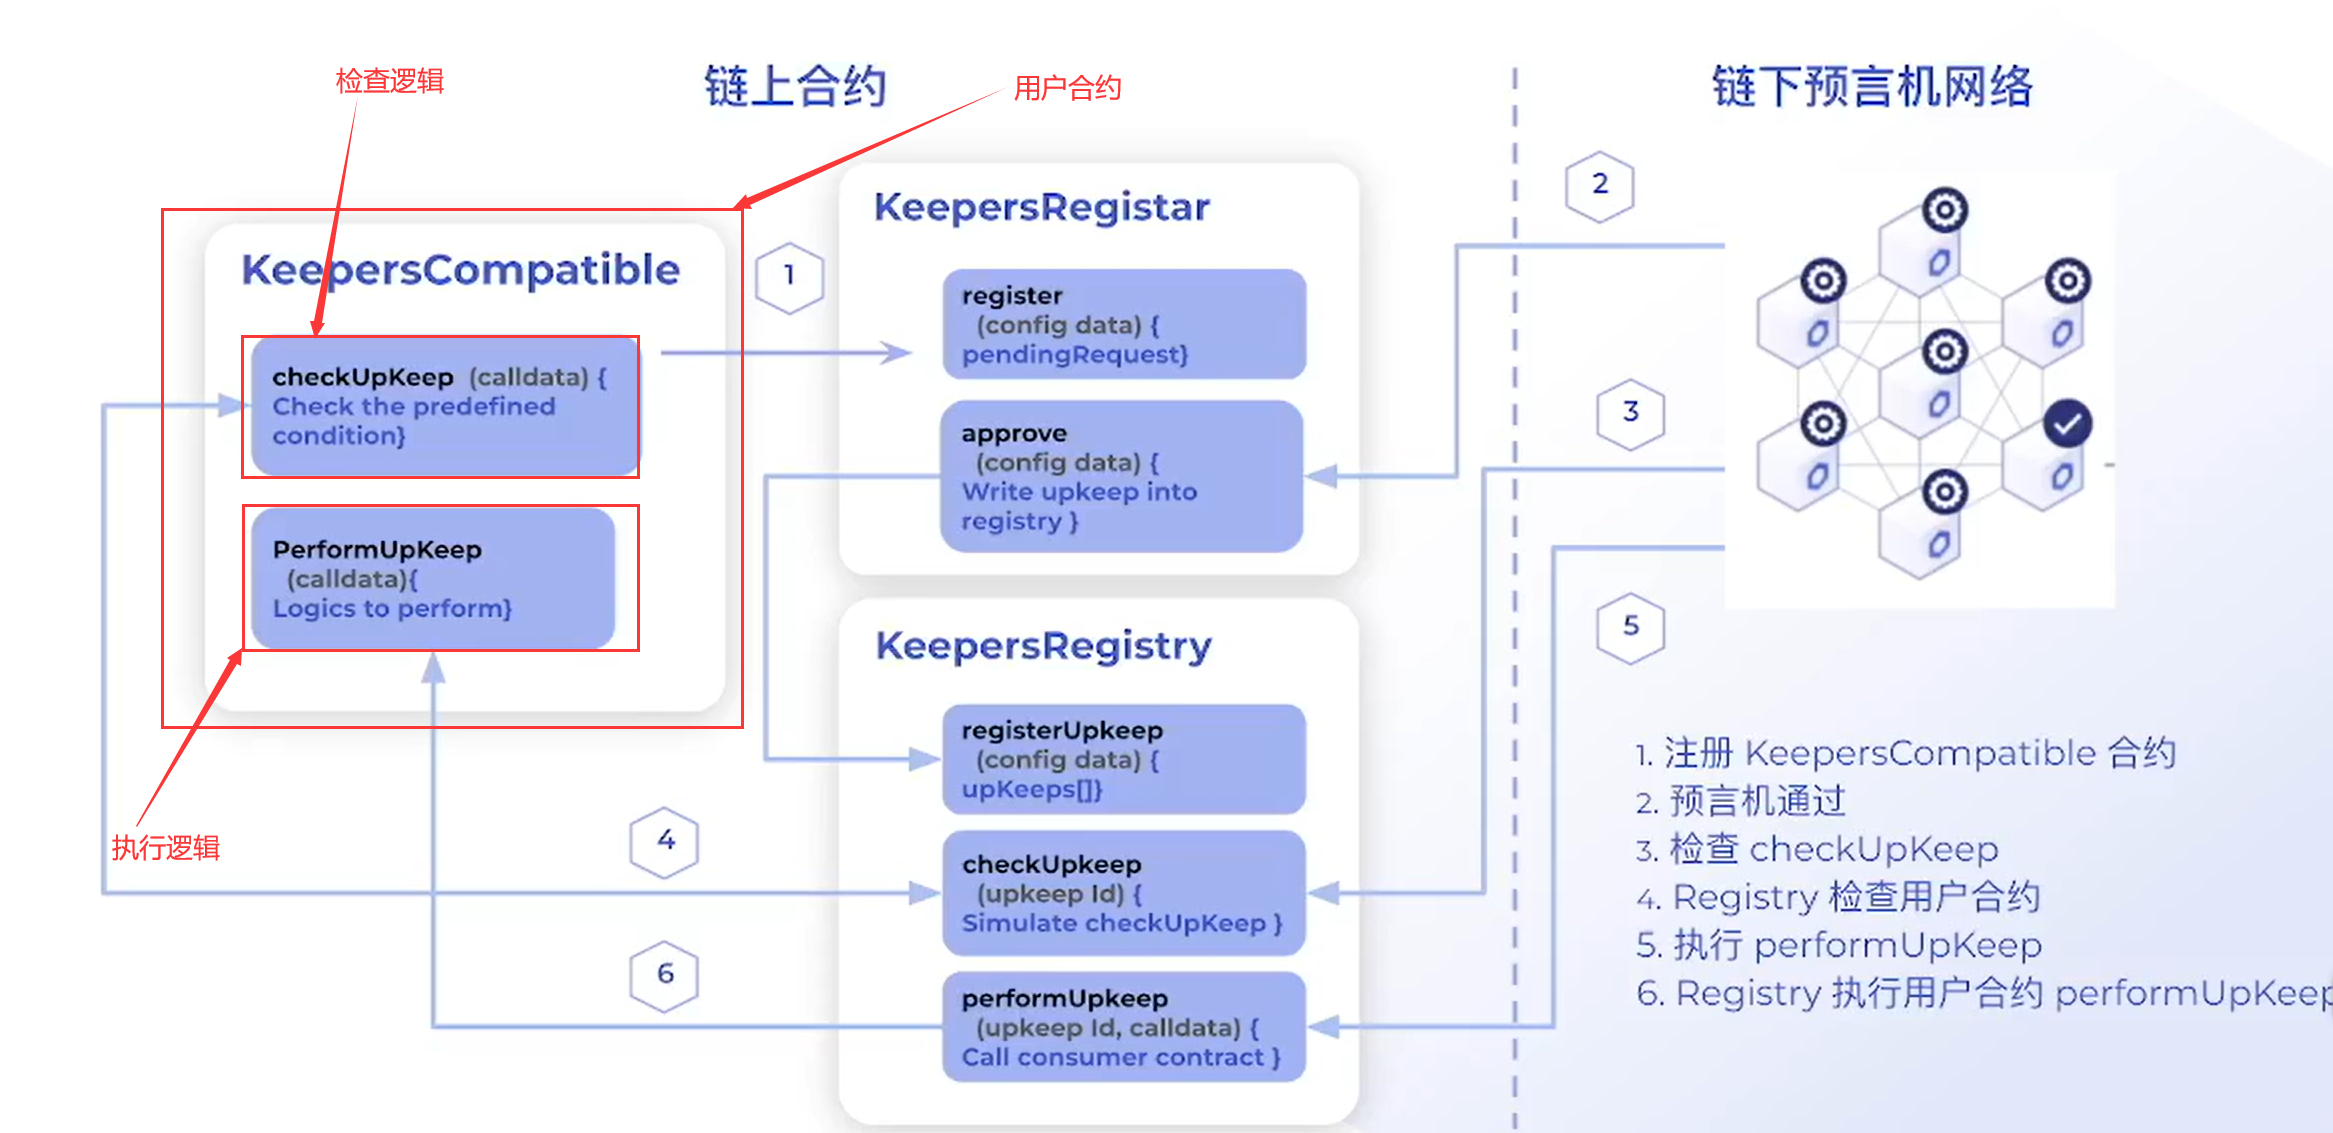 检查逻辑
链上合约
用户合约
链下预言机网络
KeepersCompatible
checkUpKeep (calldata) {
Check the predefined
condition}
PerformUpKeep
(calldata){
Logics to perform}
执行逻辑
1
KeepersRegistar
register
(config data) {
pendingRequest}
approve
(config data) {
Write upkeep into
registry }
KeepersRegistry
registerUpkeep
(config data) {
upKeeps[]}
checkUpkeep
(upkeep Id) {
Simulate checkUpKeep }
performUpkeep
(upkeep Id, calldata) {
Call consumer contract }
4
6
2
3
5
1. 注册 KeepersCompatible 合约
2. 预言机通过
3. 检查 checkUpKeep
4. Registry 检查用户合约
5. 执行 performUpKeep
6. Registry 执行用户合约 performUpKeep